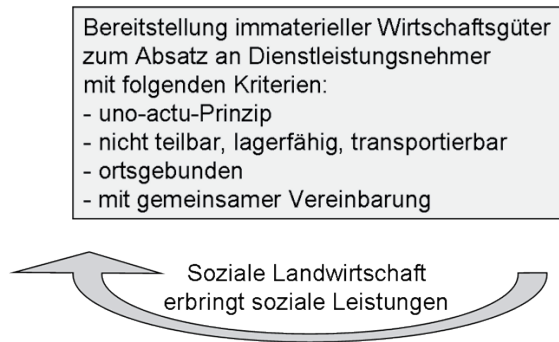 Bereitstellung immaterieller Wirtschaftsgüter
zum Absatz an Dienstleistungsnehmer
mit folgenden Kriterien:
- uno-actu-Prinzip
- nicht teilbar, lagerfähig, transportierbar
- ortsgebunden
- mit gemeinsamer Vereinbarung
Soziale Landwirtschaft
erbringt soziale Leistungen